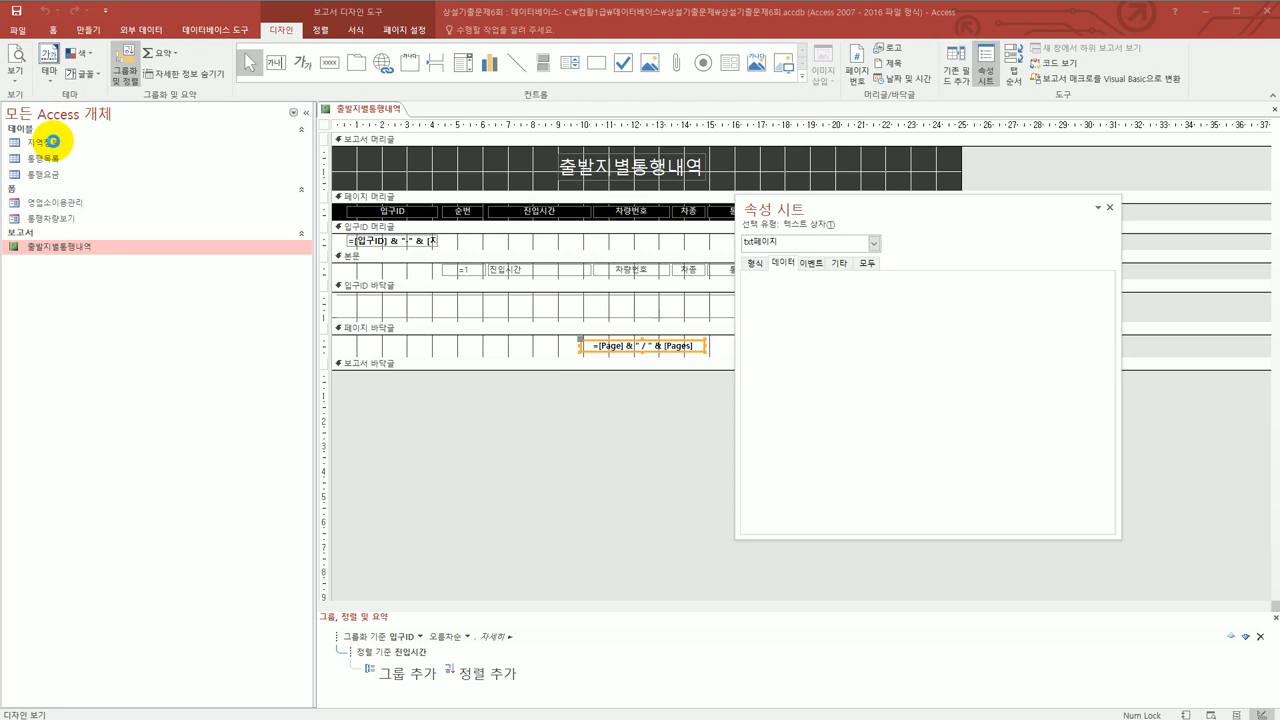 보고서 디자인 도구
상설기출문제6회 : 데이터베이스- C:₩컴활1급₩데이터베이스₩상설기출문제₩상설기출문제6회.accdb (Access 2007 - 2016 파일 형식) - Access
파일 홈 만들기 외부 데이터 데이터베이스 도구 디자인 정렬 서식 페이지 설정 수행할 작업을 알려 주세요.
보기 테마 색 글꼴 그룹화 및 정렬 요약 자세한 정보 숨기기
이미지 삽입 페이지 번호 로고 제목 날짜 및 시간
기존 필드 추가 속성 시트 탭 순서 새 창에서 하위 보고서 보기 코드 보기 보고서 매크로를 Visual Basic으로 변환
보기 테마 그룹화 및 요약 컨트롤 머리글/바닥글 도구
모든 Access 개체
테이블
통행목록
통행요금
폼
영업소이용관리
통행차량보기
보고서
출발지별통행내역
출발지별통행내역
보고서 머리글
출발지별통행내역
페이지 머리글
입구ID 순번 진입시간 차량번호 차종
입구ID 머리글
=[입구ID] & "-" & [지
본문
=1 진입시간 차량번호 차종
입구ID 바닥글
페이지 바닥글
=[Page] & " / " & [Pages]
보고서 바닥글
속성 시트
선택 유형: 텍스트 상자(I)
txt페이지
형식 데이터 이벤트 기타 모두
그룹, 정렬 및 요약
그룹화 기준 입구ID 오름차순 , 자세히
정렬 기준 진입시간
그룹 추가 정렬 추가
디자인 보기
Num Lock